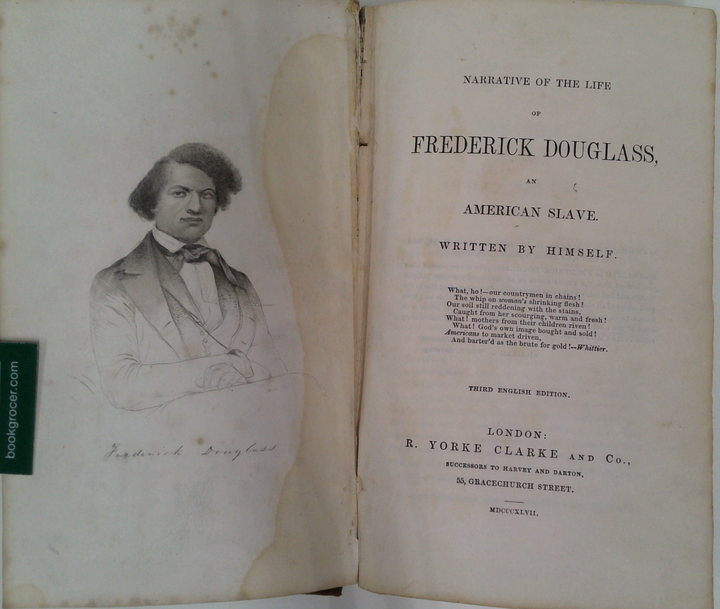 bookgrocer.com
Frederick Douglass
NARRATIVE OF THE LIFE
OF
FREDERICK DOUGLASS,
AN
AMERICAN SLAVE.
WRITTEN BY HIMSELF.
What, ho!—our countrymen in chains!
The whip on woman's shrinking flesh!
Our soil still reddening with the stains,
Caught from her scourging, warm and fresh!
What! mothers from their children riven!
What! God's own image bought and sold!
Americans to market driven,
And barter'd as the brute for gold!—Whittier.
THIRD ENGLISH EDITION.
LONDON:
R. YORKE CLARKE AND Co.,
SUCCESSORS TO HARVEY AND DARTON,
55, GRACECHURCH STREET.
MDCCCXLVII.